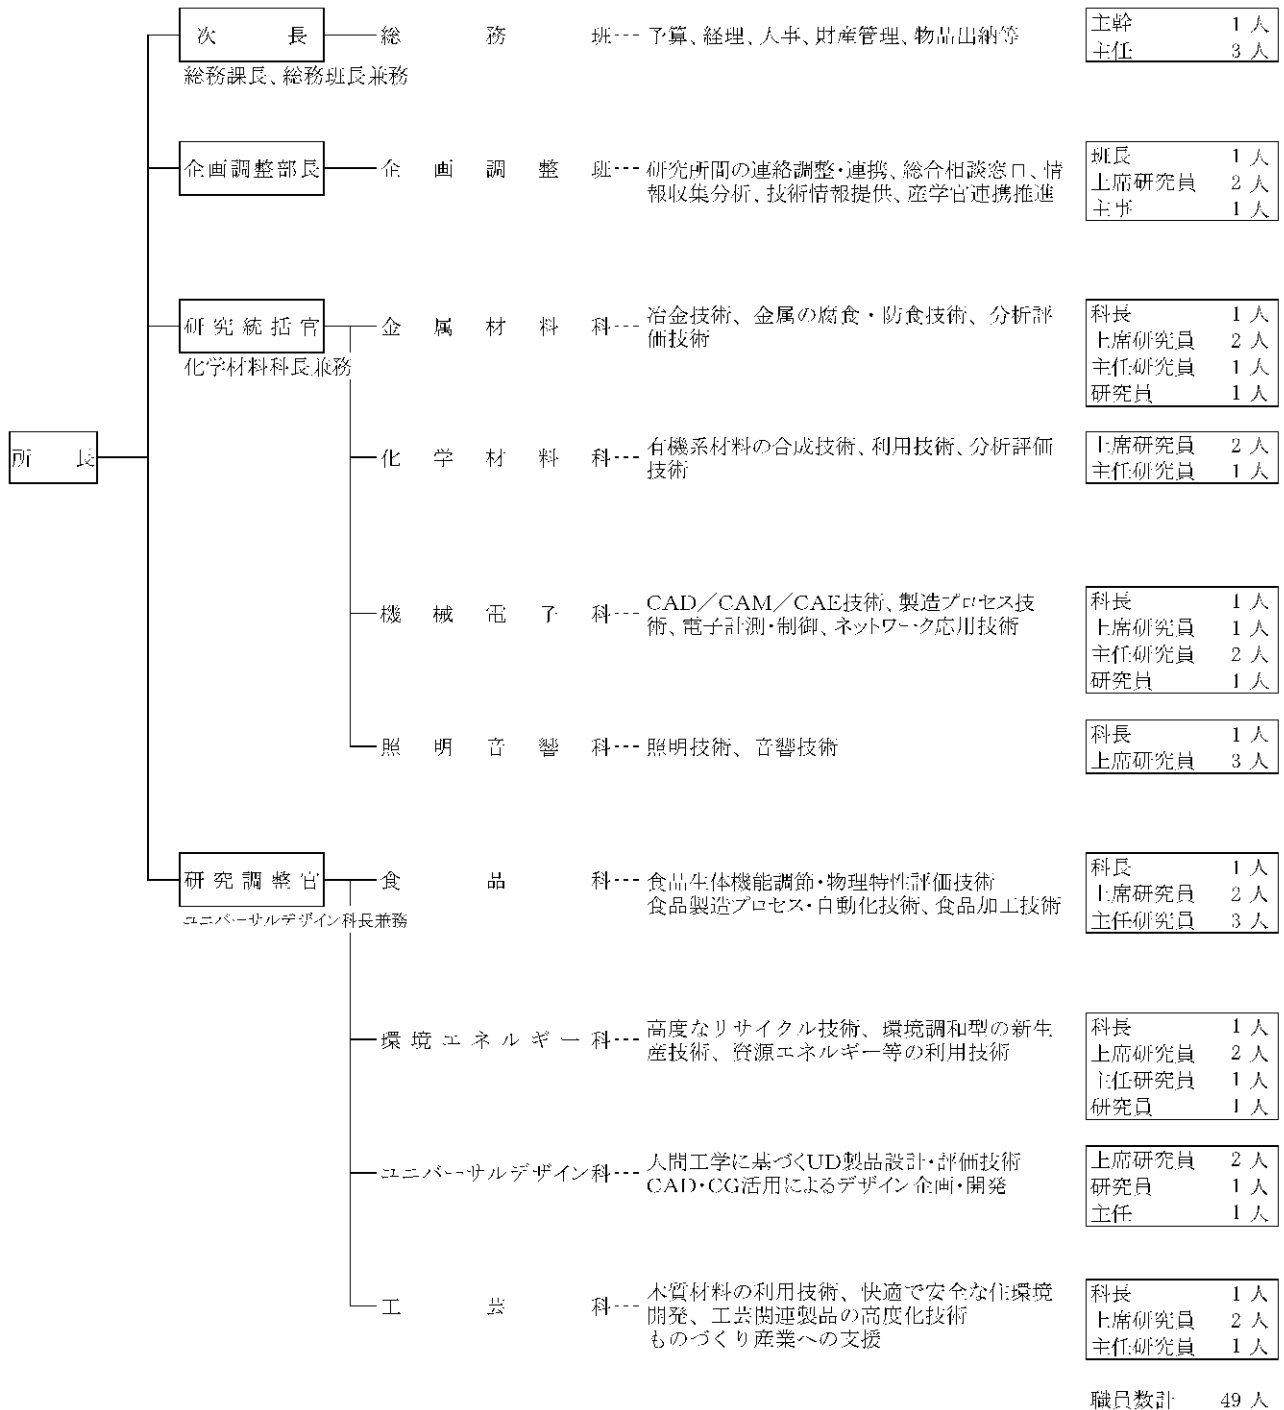 次長 総務班 予算、経理、人事、財産管理、物品出納等 主幹 1人
主任 3人
総務課長、総務班長兼務
企画調整部長 企画調整班 研究所間の連絡調整・連携、総合相談窓口、情 班長 1人
報収集分析、技術情報提供、産学官連携推進 上席研究員 2人
主事 1人
研究統括官 金属材料科 冶金技術、金属の腐食・防食技術、分析評 科長 1人
価技術 上席研究員 2人
化学材料科長兼務 主任研究員 1人
研究員 1人
所長 化学材料科 有機系材料の合成技術、利用技術、分析評価 上席研究員 2人
技術 主任研究員 1人
機械電子科 CAD／CAM／CAE技術、製造プロセス技 科長 1人
術、電子計測・制御、ネットワーク応用技術 上席研究員 1人
主任研究員 2人
研究員 1人
照明音響科 照明技術、音響技術 科長 1人
上席研究員 3人
研究調整官 食品科 食品生体機能調節・物理特性評価技術 科長 1人
食品製造プロセス・自動化技術、食品加工技術 上席研究員 2人
ユニバーサルデザイン科長兼務 主任研究員 3人
環境エネルギー科 高度なリサイクル技術、環境調和型の新生 科長 1人
産技術、資源エネルギー等の利用技術 上席研究員 2人
主任研究員 1人
研究員 1人
ユニバーサルデザイン科 人間工学に基づくUD製品設計・評価技術 上席研究員 2人
CAD・CG活用によるデザイン企画・開発 研究員 1人
主任 1人
工芸科 木質材料の利用技術、快適で安全な住環境 科長 1人
開発、工芸関連製品の高度化技術 上席研究員 2人
ものづくり産業への支援 主任研究員 1人
職員数計 49人